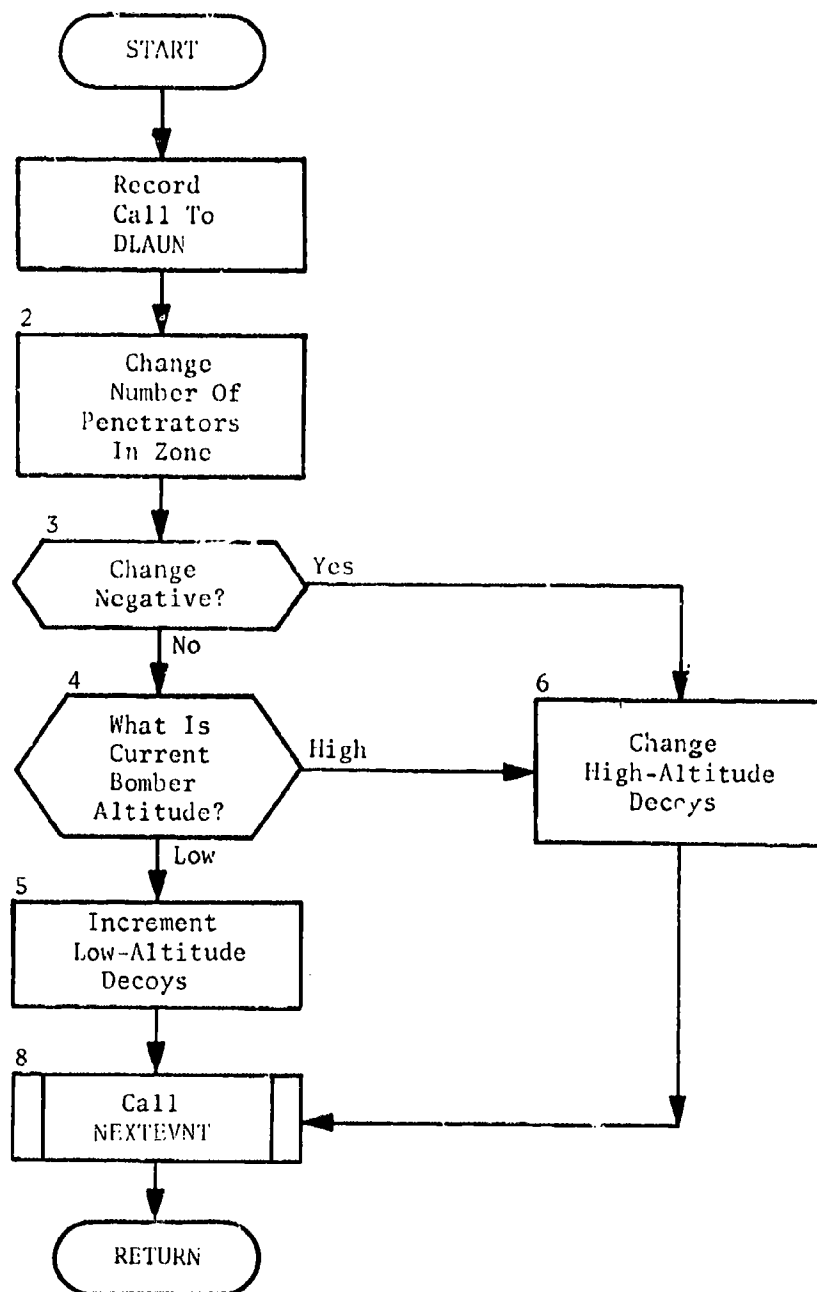 START
Record
Call To
DLAUN
2
Change
Number Of
Penetrators
In Zone
3
Change
Negative?
Yes
No
4
What Is
Current
Bomber
Altitude?
High
Low
6
Change
High-Altitude
Decoys
5
Increment
Low-Altitude
Decoys
8
Call
NEXTEVNT
RETURN